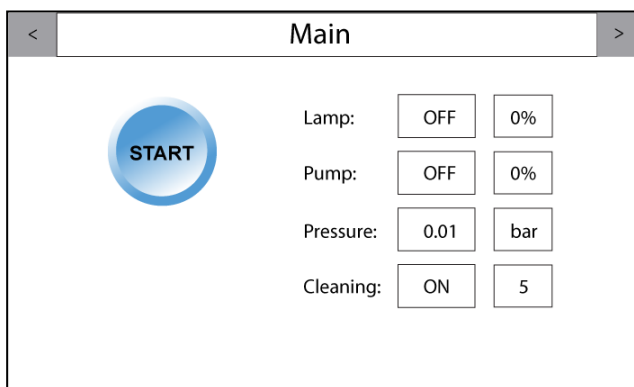 < Main >
START
Lamp: OFF 0%
Pump: OFF 0%
Pressure: 0.01 bar
Cleaning: ON 5